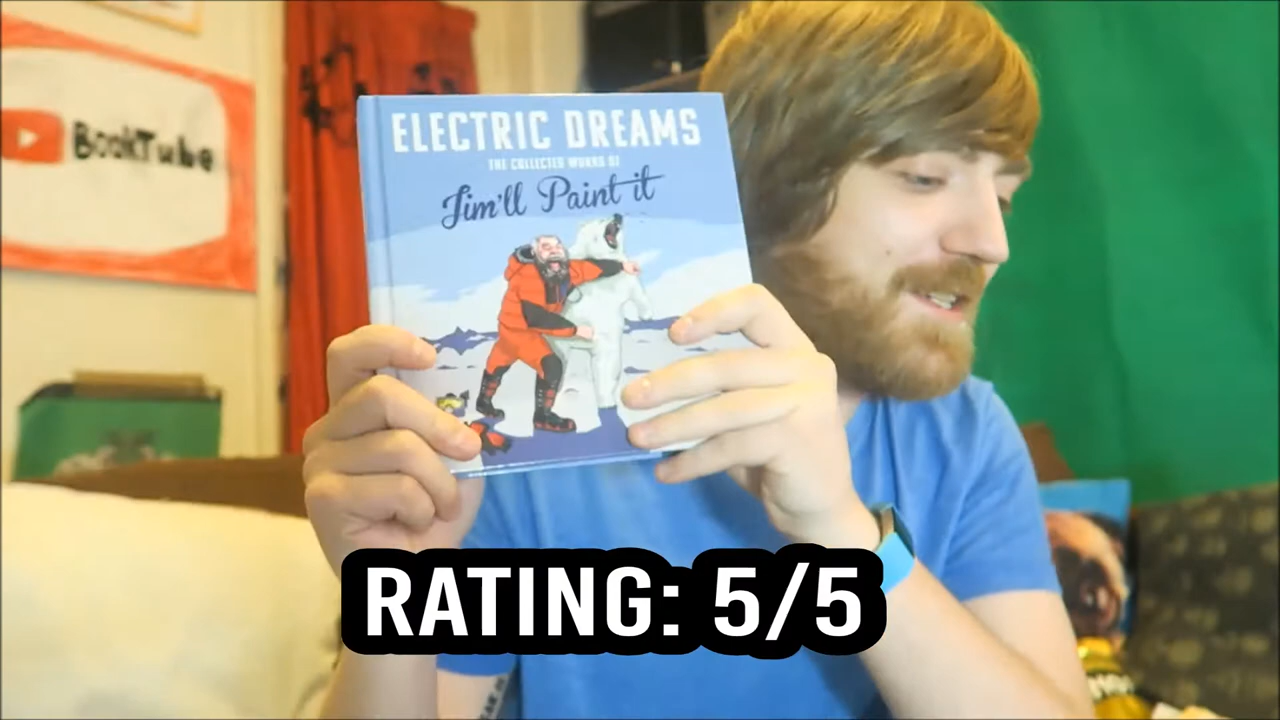 BookTube
ELECTRIC DREAMS
THE COLLECTED WORKS OF
Jim'll Paint it
RATING: 5/5